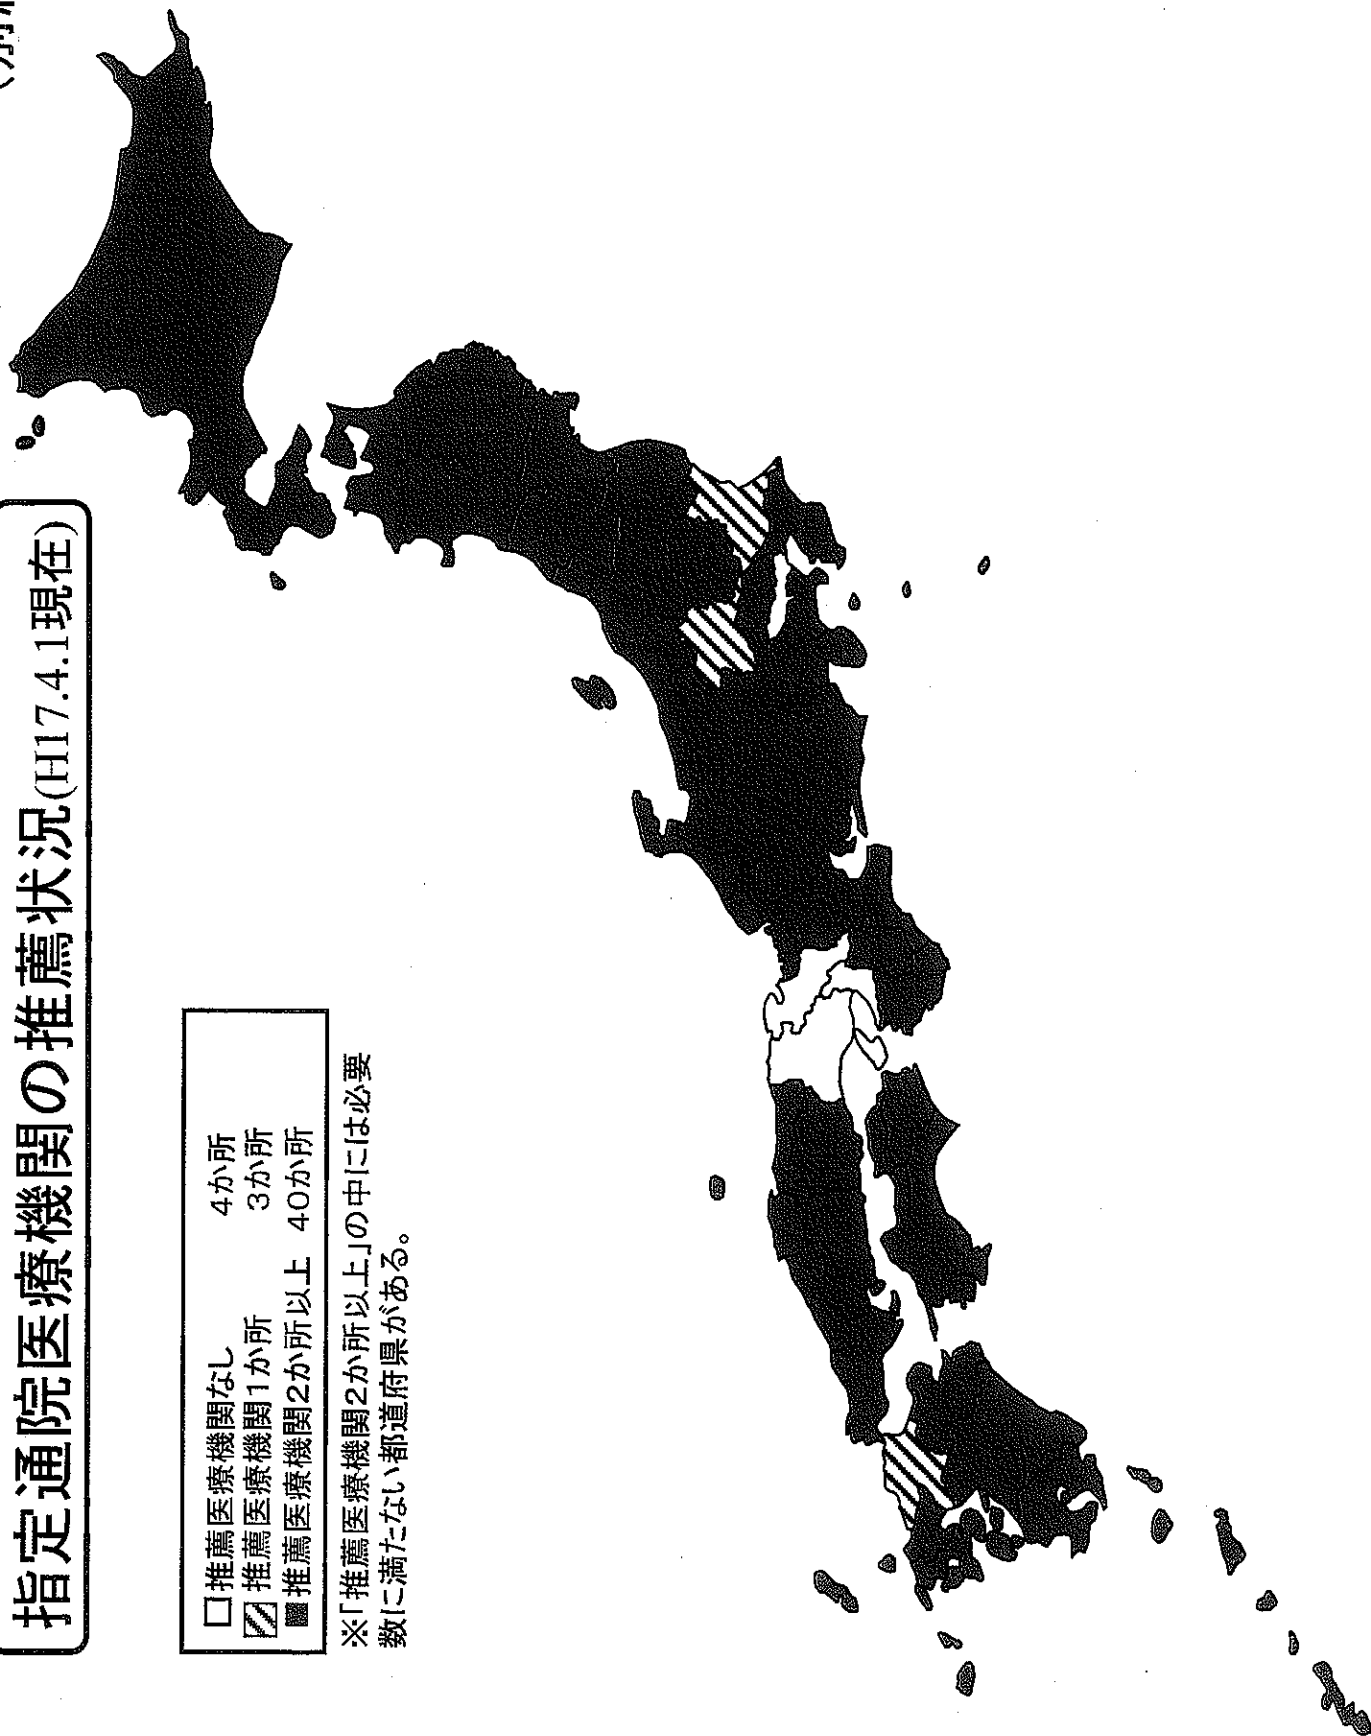 指定通院医療機関の推薦状況(H17.4.1現在)
□推薦医療機関なし 4か所
推薦医療機関1か所 3か所
■推薦医療機関2か所以上 40か所
※「推薦医療機関2か所以上」の中には必要
数に満たない都道府県がある。